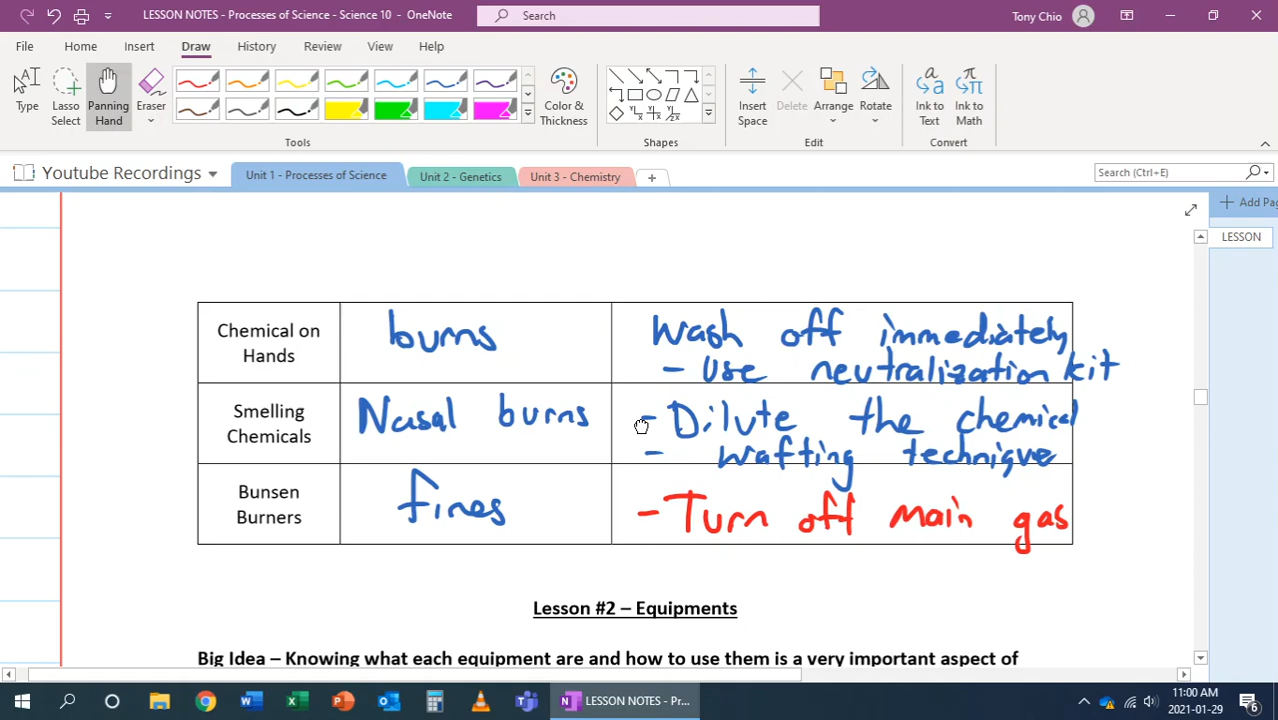 LESSON NOTES - Processes of Science - Science 10 - OneNote
Search
Tony Chio
File Home Insert Draw History Review View Help
Type
Lasso Select
Panning Hand
Eraser
Color & Thickness
Insert Space
Delete
Arrange
Rotate
Ink to Text
Ink to Math
Tools
Shapes
Edit
Convert
Youtube Recordings
Unit 1 - Processes of Science
Unit 2 - Genetics
Unit 3 - Chemistry
Search (Ctrl+E)
Add Pag
LESSON
Chemical on
Hands
burns
Wash off immediately
- Use neutralization kit
Smelling
Chemicals
Nasal burns
- Dilute the chemical
- wafting technique
Bunsen
Burners
fires
- Turn off main gas
Lesson #2 – Equipments
Big Idea – Knowing what each equipment are and how to use them is a very important aspect of
LESSON NOTES - Pr...
11:00 AM
2021-01-29
6